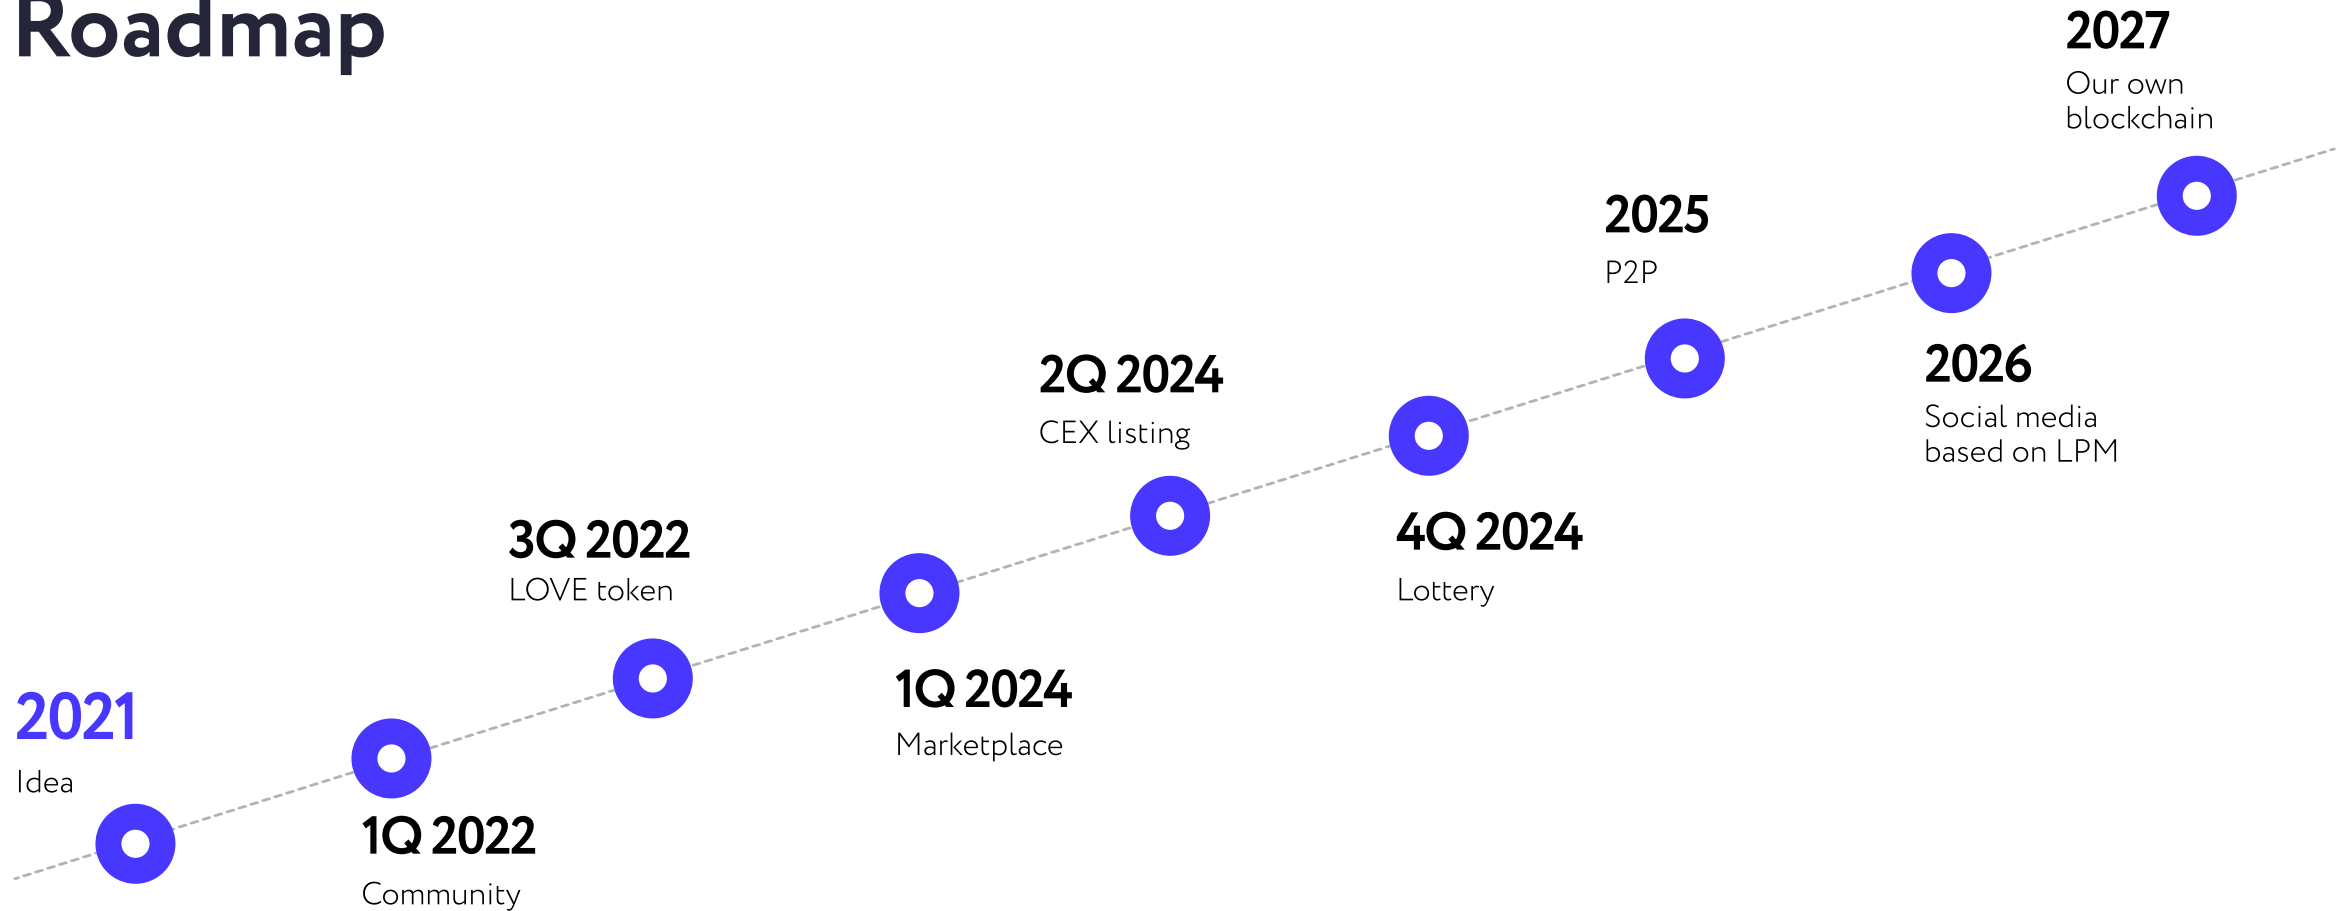 Roadmap
2021
Idea
1Q 2022
Community
3Q 2022
LOVE token
1Q 2024
Marketplace
2Q 2024
CEX listing
4Q 2024
Lottery
2025
P2P
2026
Social media
based on LPM
2027
Our own
blockchain